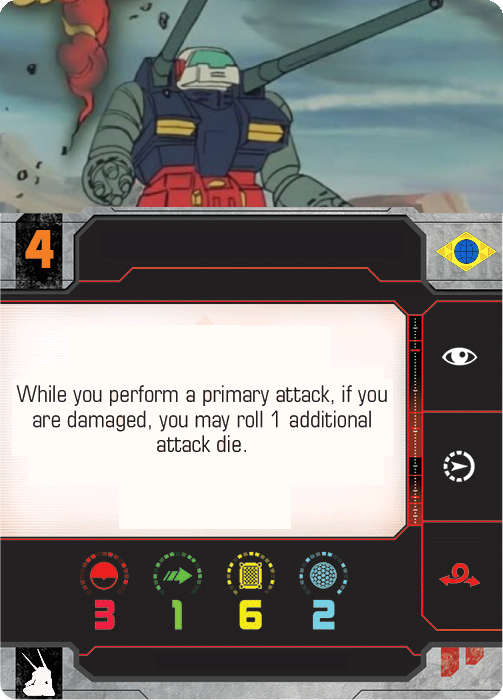 4
While you perform a primary attack, if you
are damaged, you may roll 1 additional
attack die.
3 1 6 2